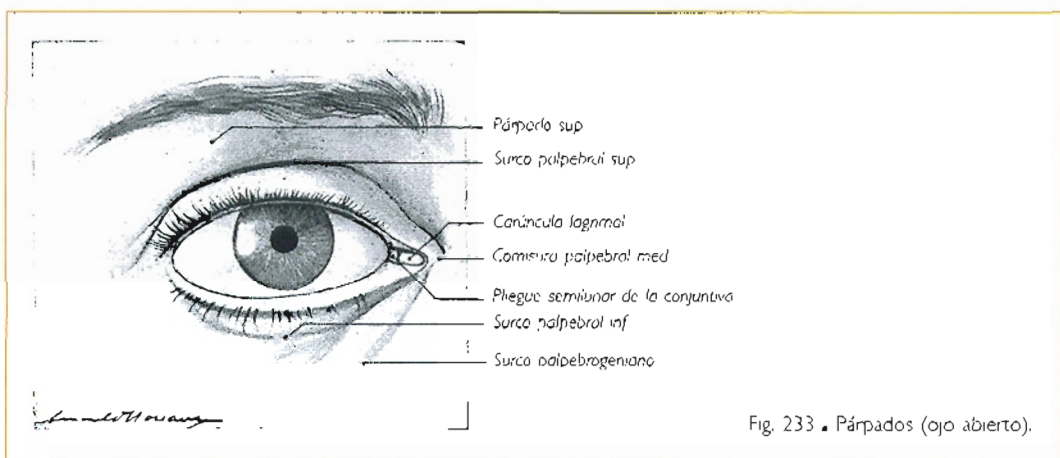 Párpado sup
Surco palpebral sup
Carúncula lagrimal
Comisura palpebral med
Pliegue semilunar de la conjuntiva
Surco palpebral inf
Surco palpebrogeniano
Fig. 233 • Párpados (ojo abierto).